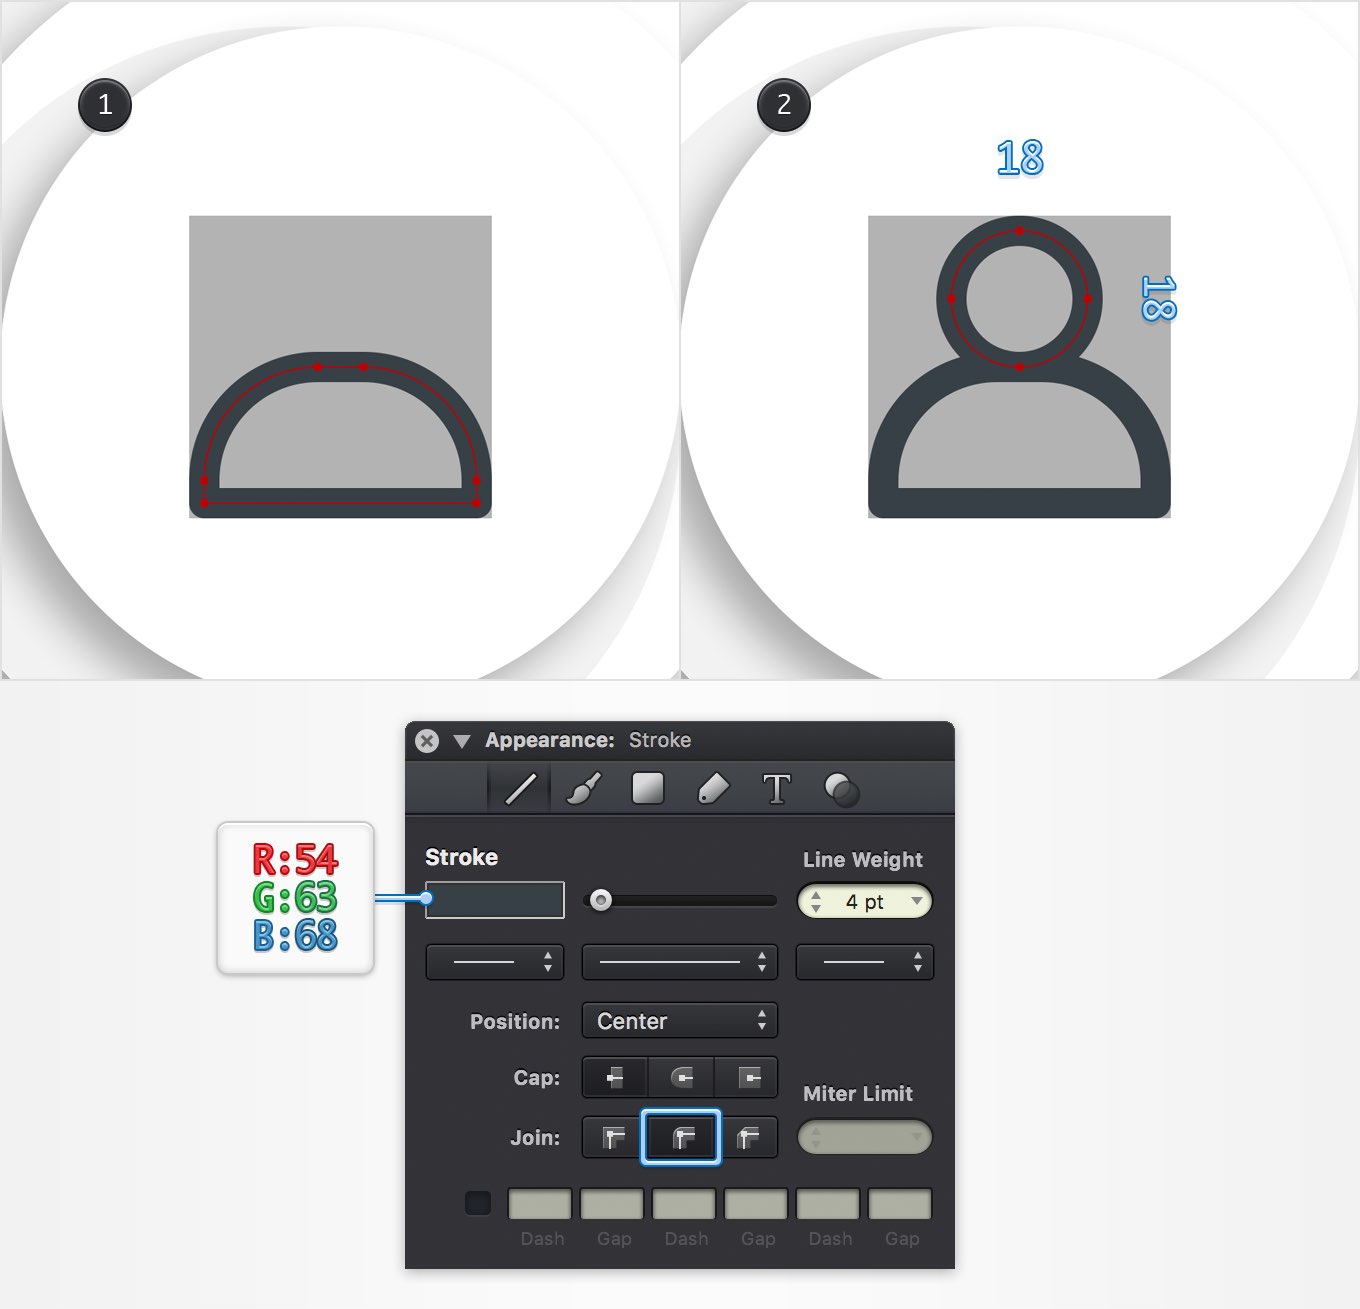 1
2
18
18
Appearance: Stroke
T
R:54
G:63
B:68
Stroke
Line Weight
4 pt
Position:
Center
Cap:
Miter Limit
Join:
Dash Gap Dash Gap Dash Gap